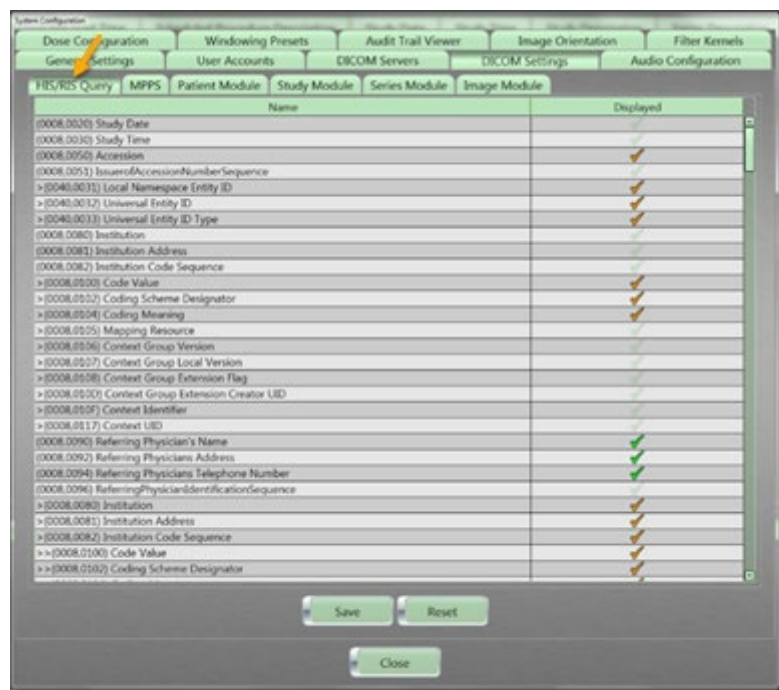 System Configuration
Dose Configuration Windowing Presets Audit Trail Viewer Image Orientation Filter Kernels
General Settings User Accounts DICOM Servers DICOM Settings Audio Configuration
HIS/RIS Query MPPS Patient Module Study Module Series Module Image Module
Name Displayed
(0008,0020) Study Date
(0008,0030) Study Time
(0008,0050) Accession
(0008,0051) IssuerofAccessionNumberSequence
>(0040,0031) Local Namespace Entity ID
>(0040,0032) Universal Entity ID
>(0040,0033) Universal Entity ID Type
(0008,0080) Institution
(0008,0081) Institution Address
(0008,0082) Institution Code Sequence
>(0008,0100) Code Value
>(0008,0102) Coding Scheme Designator
>(0008,0104) Coding Meaning
>(0008,0105) Mapping Resource
>(0008,0106) Context Group Version
>(0008,0107) Context Group Local Version
>(0008,010B) Context Group Extension Flag
>(0008,010D) Context Group Extension Creator UID
>(0008,010F) Context Identifier
>(0008,0117) Context UID
(0008,0090) Referring Physician's Name
(0008,0092) Referring Physicians Address
(0008,0094) Referring Physicians Telephone Number
(0008,0096) ReferringPhysicianIdentificationSequence
>(0008,0080) Institution
>(0008,0081) Institution Address
>(0008,0082) Institution Code Sequence
>>(0008,0100) Code Value
>>(0008,0102) Coding Scheme Designator
Save Reset
Close